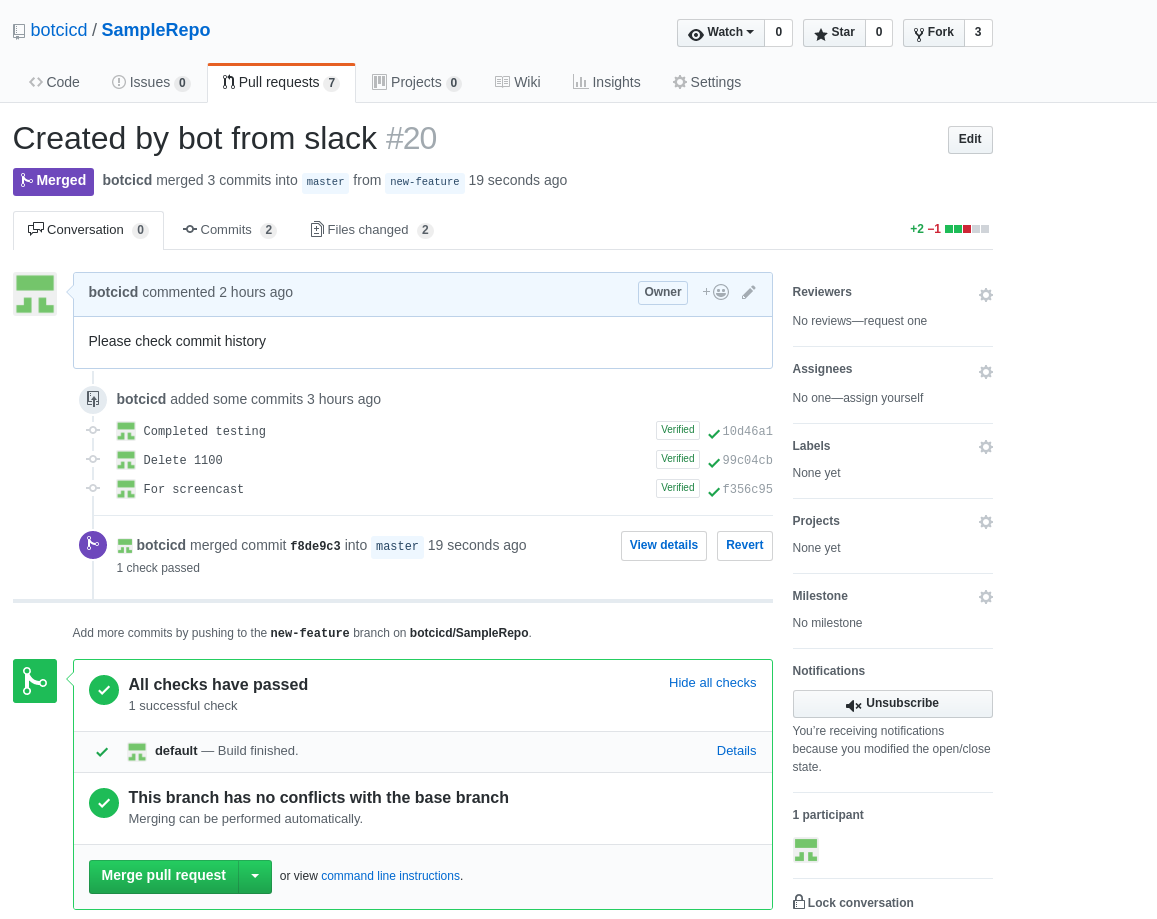 botcicd / SampleRepo
Watch 0 Star 0 Fork 3
Code Issues 0 Pull requests 7 Projects 0 Wiki Insights Settings
Created by bot from slack #20
Edit
Merged botcicd merged 3 commits into master from new-feature 19 seconds ago
Conversation 0 Commits 2 Files changed 2 +2 −1
botcicd commented 2 hours ago Owner +
Please check commit history
botcicd added some commits 3 hours ago
Completed testing Verified 10d46a1
Delete 1100 Verified 99c04cb
For screencast Verified f356c95
botcicd merged commit f8de9c3 into master 19 seconds ago View details Revert
1 check passed
Add more commits by pushing to the new-feature branch on botcicd/SampleRepo.
All checks have passed Hide all checks
1 successful check
default — Build finished. Details
This branch has no conflicts with the base branch
Merging can be performed automatically.
Merge pull request or view command line instructions.
Reviewers
No reviews—request one
Assignees
No one—assign yourself
Labels
None yet
Projects
None yet
Milestone
No milestone
Notifications
Unsubscribe
You’re receiving notifications
because you modified the open/close
state.
1 participant
Lock conversation